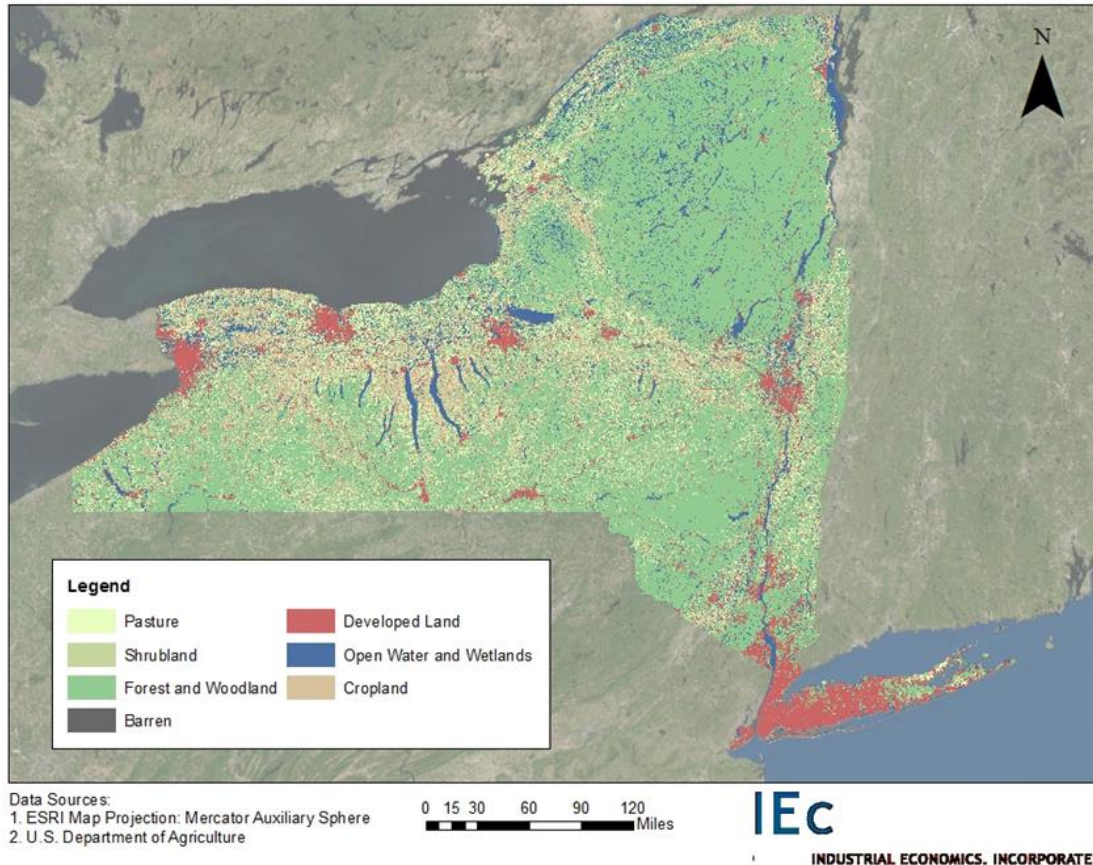 N
Legend
Pasture
Developed Land
Shrubland
Open Water and Wetlands
Forest and Woodland
Cropland
Barren
Data Sources:
1. ESRI Map Projection: Mercator Auxiliary Sphere
2. U.S. Department of Agriculture
0 15 30 60 90 120
Miles
IEc
INDUSTRIAL ECONOMICS, INCORPORATE